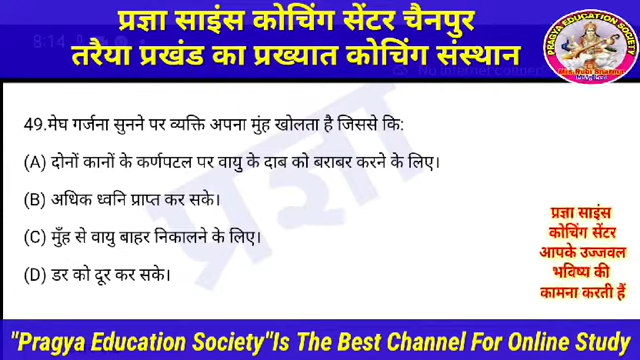 प्रज्ञा साइंस कोचिंग सेंटर चैनपुर
तरैया प्रखंड का प्रख्यात कोचिंग संस्थान
PRAGYA EDUCATION SOCIETY
49.मेघ गर्जना सुनने पर व्यक्ति अपना मुंह खोलता है जिससे कि:
(A) दोनों कानों के कर्णपटल पर वायु के दाब को बराबर करने के लिए।
(B) अधिक ध्वनि प्राप्त कर सके।
(C) मुँह से वायु बाहर निकालने के लिए।
(D) डर को दूर कर सके।
प्रज्ञा
प्रज्ञा साइंस
कोचिंग सेंटर
आपके उज्जवल
भविष्य की
कामना करती हैं
"Pragya Education Society"Is The Best Channel For Online Study